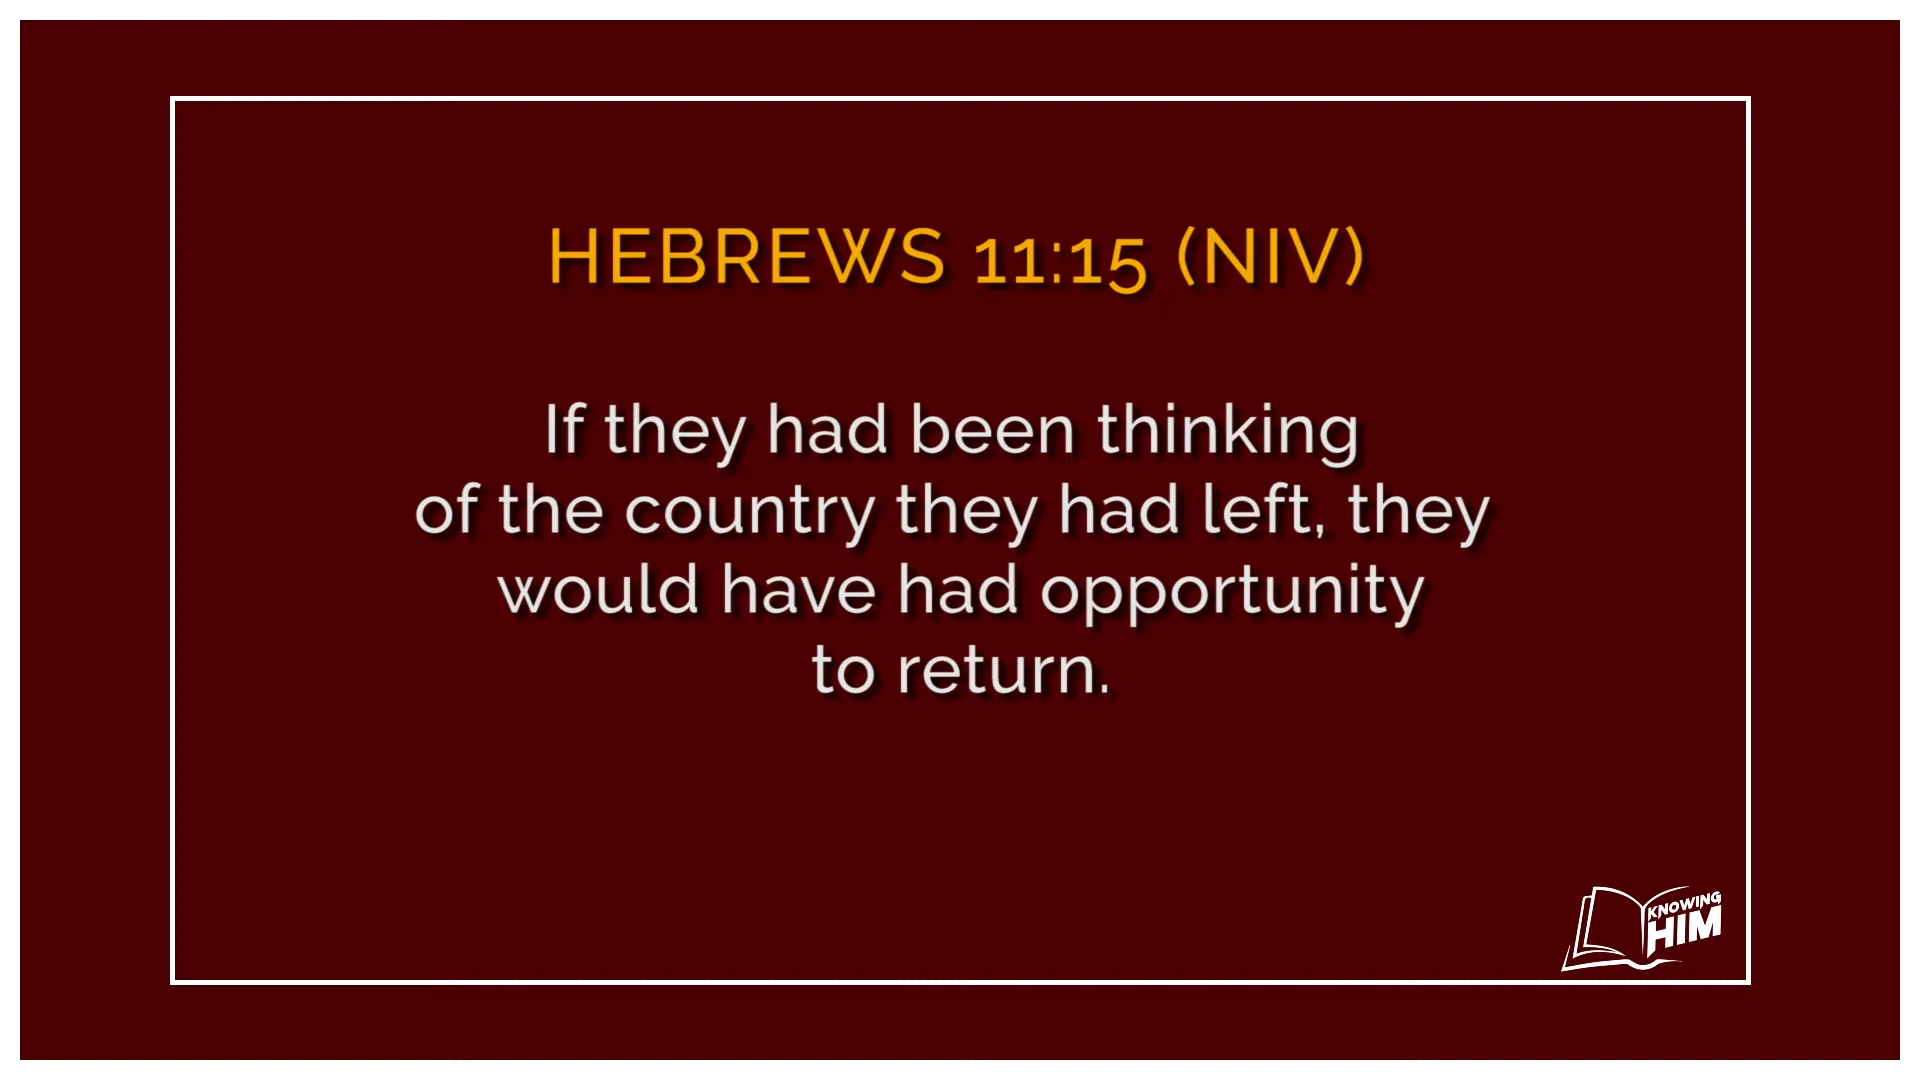 HEBREWS 11:15 (NIV)
If they had been thinking
of the country they had left, they
would have had opportunity
to return.
KNOWING
HIM